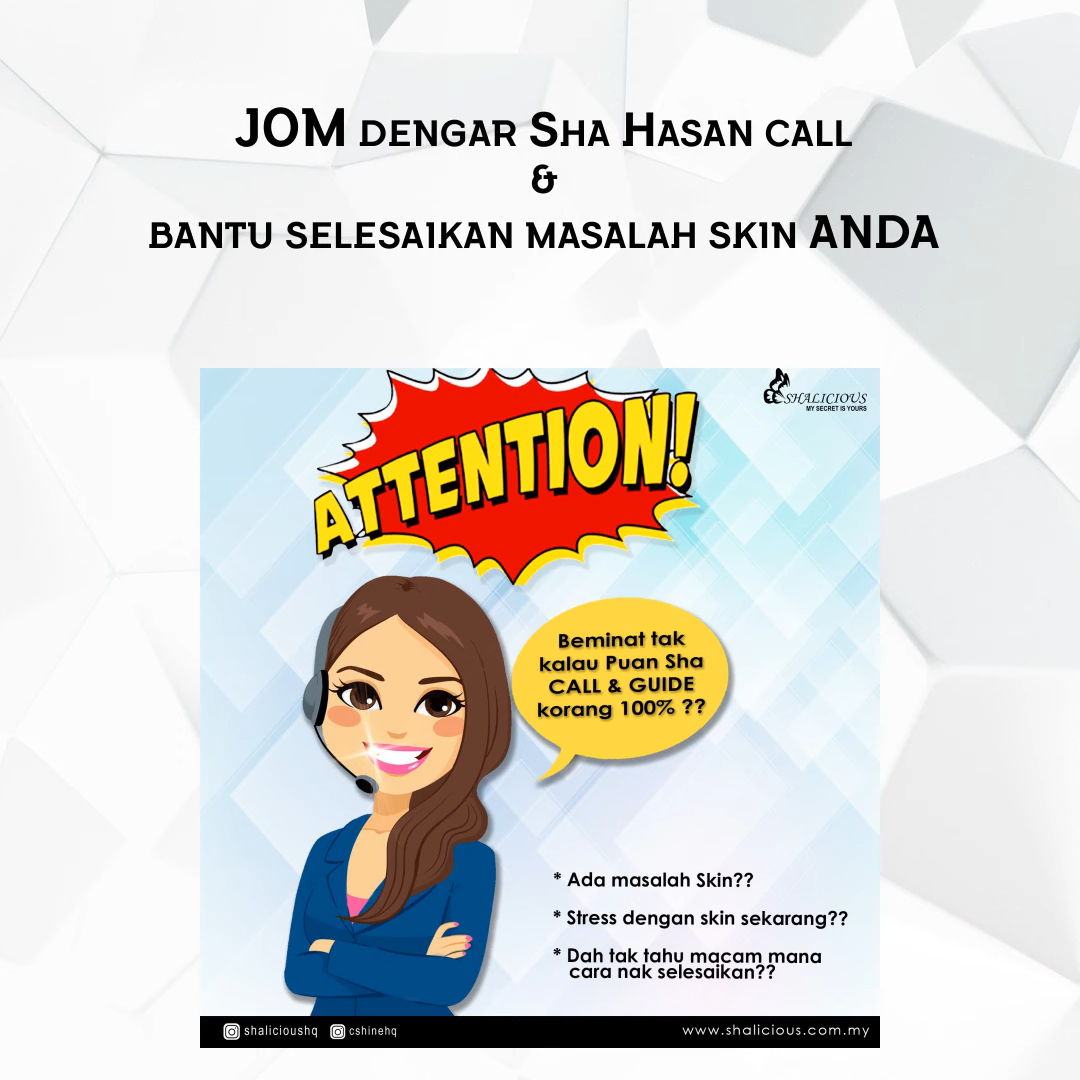 JOM DENGAR SHA HASAN CALL
&
BANTU SELESAIKAN MASALAH SKIN ANDA
SHALICIOUS
MY SECRET IS YOURS
ATTENTION!
Beminat tak
kalau Puan Sha
CALL & GUIDE
korang 100% ??
* Ada masalah Skin??
* Stress dengan skin sekarang??
* Dah tak tahu macam mana
cara nak selesaikan??
shalicioushq cshinehq www.shalicious.com.my